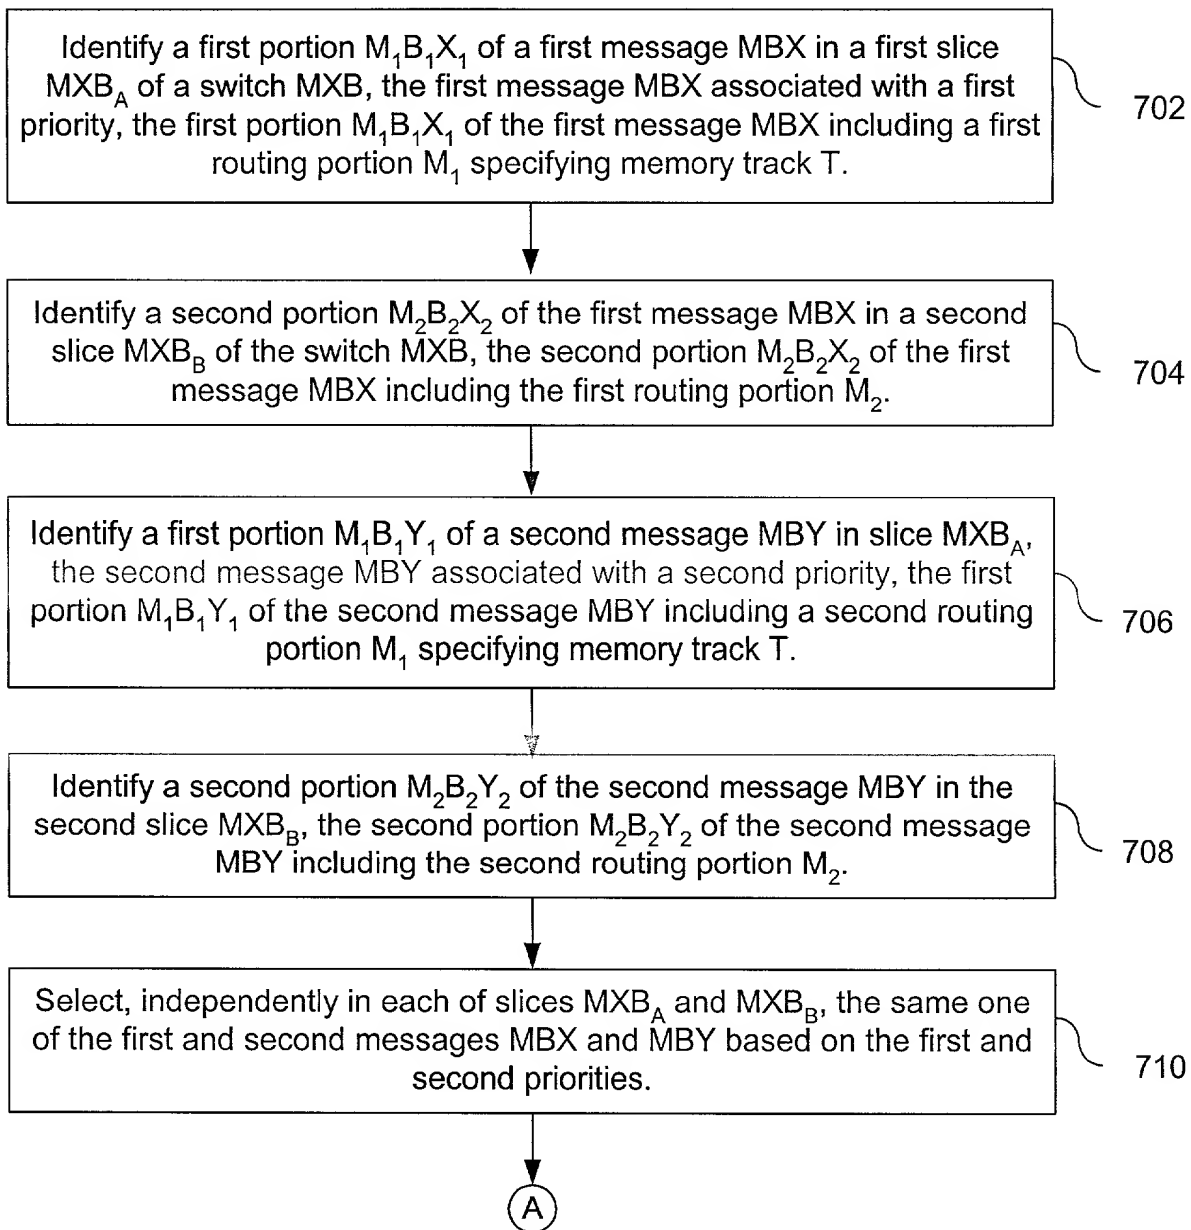 Identify a first portion M₁B₁X₁ of a first message MBX in a first slice
MXB_A of a switch MXB, the first message MBX associated with a first
priority, the first portion M₁B₁X₁ of the first message MBX including a first
routing portion M₁ specifying memory track T.
702
Identify a second portion M₂B₂X₂ of the first message MBX in a second
slice MXB_B of the switch MXB, the second portion M₂B₂X₂ of the first
message MBX including the first routing portion M₂.
704
Identify a first portion M₁B₁Y₁ of a second message MBY in slice MXB_A,
the second message MBY associated with a second priority, the first
portion M₁B₁Y₁ of the second message MBY including a second routing
portion M₁ specifying memory track T.
706
Identify a second portion M₂B₂Y₂ of the second message MBY in the
second slice MXB_B, the second portion M₂B₂Y₂ of the second message
MBY including the second routing portion M₂.
708
Select, independently in each of slices MXB_A and MXB_B, the same one
of the first and second messages MBX and MBY based on the first and
second priorities.
710
A